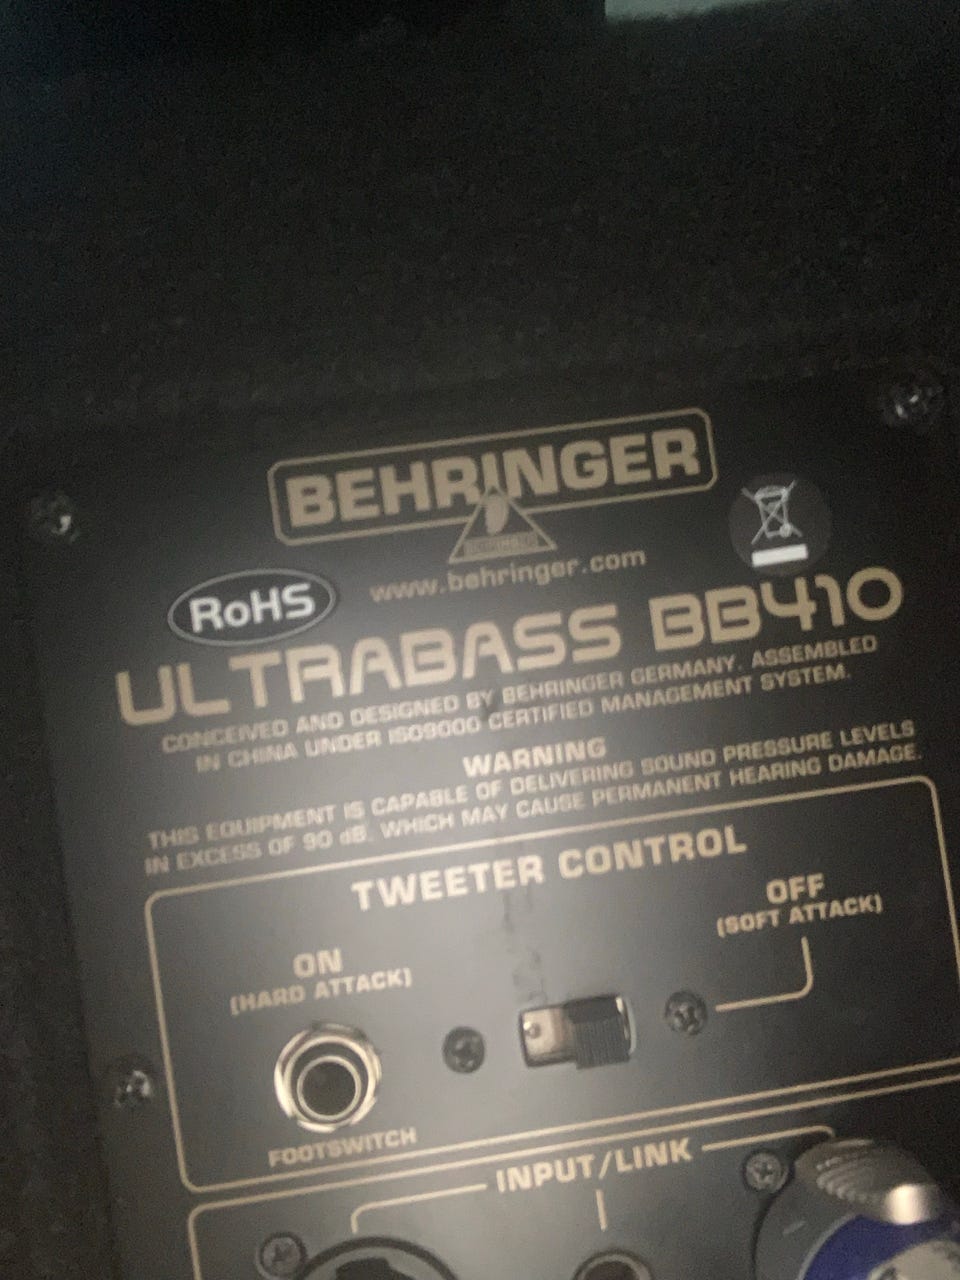 BEHRINGER
www.behringer.com
RoHS
ULTRABASS BB410
CONCEIVED AND DESIGNED BY BEHRINGER GERMANY. ASSEMBLED
IN CHINA UNDER ISO9000 CERTIFIED MANAGEMENT SYSTEM.
WARNING
THIS EQUIPMENT IS CAPABLE OF DELIVERING SOUND PRESSURE LEVELS
IN EXCESS OF 90 dB, WHICH MAY CAUSE PERMANENT HEARING DAMAGE.
TWEETER CONTROL
ON
(HARD ATTACK)
OFF
(SOFT ATTACK)
FOOTSWITCH
INPUT/LINK